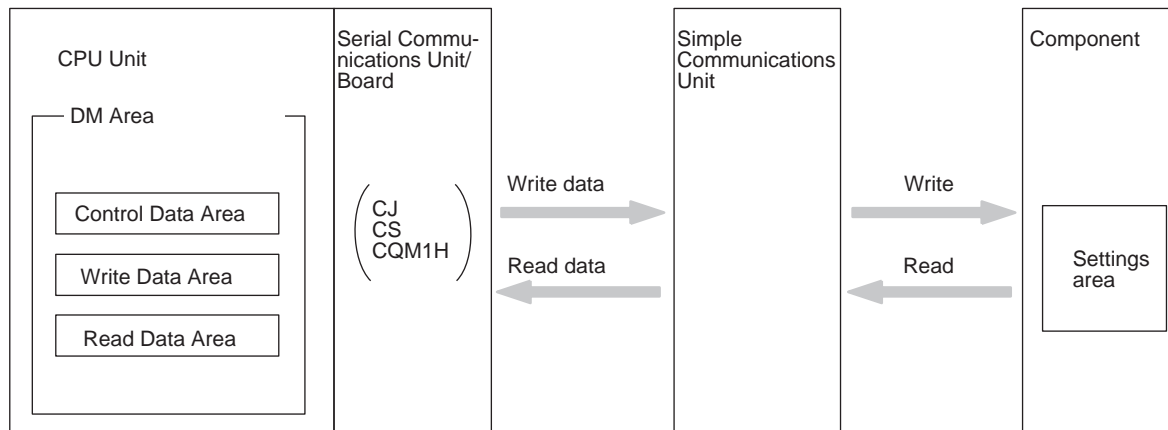 CPU Unit
DM Area
Control Data Area
Write Data Area
Read Data Area
Serial Commu-
nications Unit/
Board
CJ
CS
CQM1H
Write data
Read data
Simple
Communications
Unit
Write
Read
Component
Settings
area